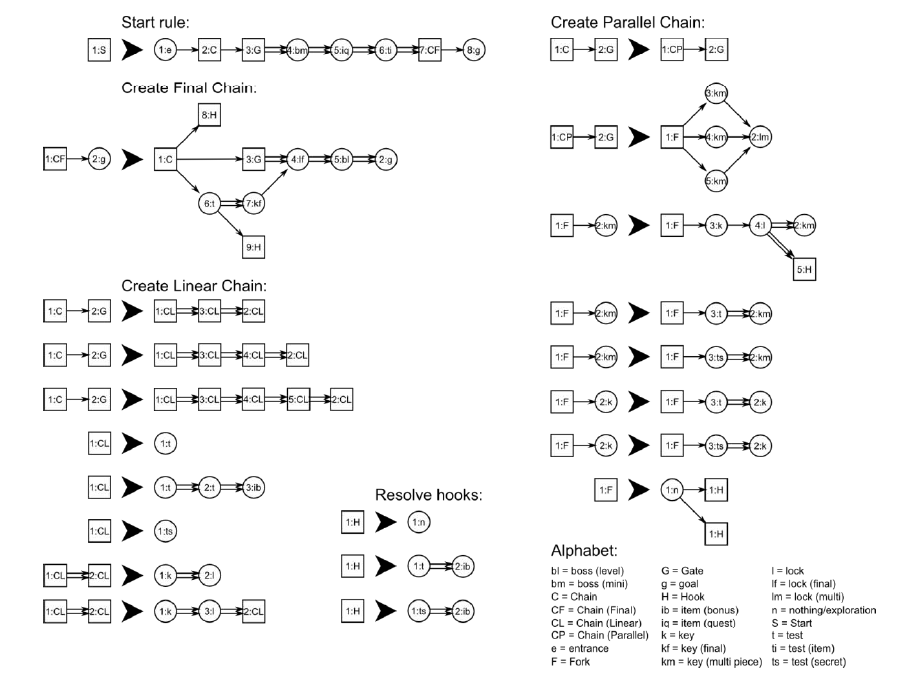 Start rule:
1:S 1:e 2:C 3:G 4:bm 5:iq 6:ti 7:CF 8:g
Create Final Chain:
8:H
1:CF 2:g 1:C 3:G 4:lf 5:bl 2:g
6:t 7:kf
9:H
Create Linear Chain:
1:C 2:G 1:CL 3:CL 2:CL
1:C 2:G 1:CL 3:CL 4:CL 2:CL
1:C 2:G 1:CL 3:CL 4:CL 5:CL 2:CL
1:CL 1:t
1:CL 1:t 2:t 3:ib
1:CL 1:ts
1:CL 2:CL 1:k 2:l
1:CL 2:CL 1:k 3:l 2:CL
Resolve hooks:
1:H 1:n
1:H 1:t 2:ib
1:H 1:ts 2:ib
Create Parallel Chain:
1:C 2:G 1:CP 2:G
3:km
1:CP 2:G 1:F 4:km 2:lm
5:km
1:F 2:km 1:F 3:k 4:l 2:km
5:H
1:F 2:km 1:F 3:t 2:km
1:F 2:km 1:F 3:ts 2:km
1:F 2:k 1:F 3:t 2:k
1:F 2:k 1:F 3:ts 2:k
1:F 1:n 1:H
1:H
Alphabet:
bl = boss (level) G = Gate l = lock
bm = boss (mini) g = goal lf = lock (final)
C = Chain H = Hook lm = lock (multi)
CF = Chain (Final) ib = item (bonus) n = nothing/exploration
CL = Chain (Linear) iq = item (quest) S = Start
CP = Chain (Parallel) k = key t = test
e = entrance kf = key (final) ti = test (item)
F = Fork km = key (multi piece) ts = test (secret)